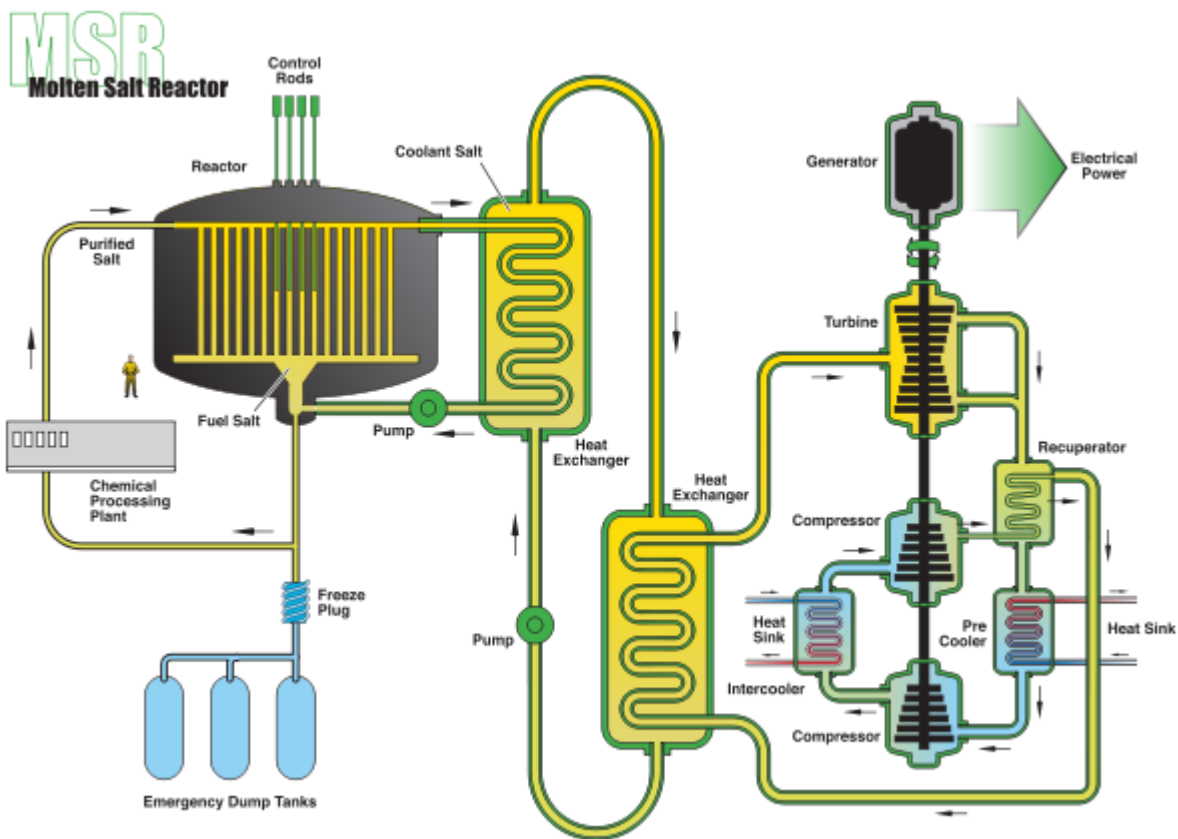 MSR
Molten Salt Reactor
Control
Rods
Reactor
Coolant Salt
Generator
Electrical
Power
Purified
Salt
Turbine
Fuel Salt
Pump
Heat
Exchanger
Recuperator
Chemical
Processing
Plant
Heat
Exchanger
Compressor
Freeze
Plug
Heat
Sink
Pre
Cooler
Heat Sink
Pump
Intercooler
Compressor
Emergency Dump Tanks